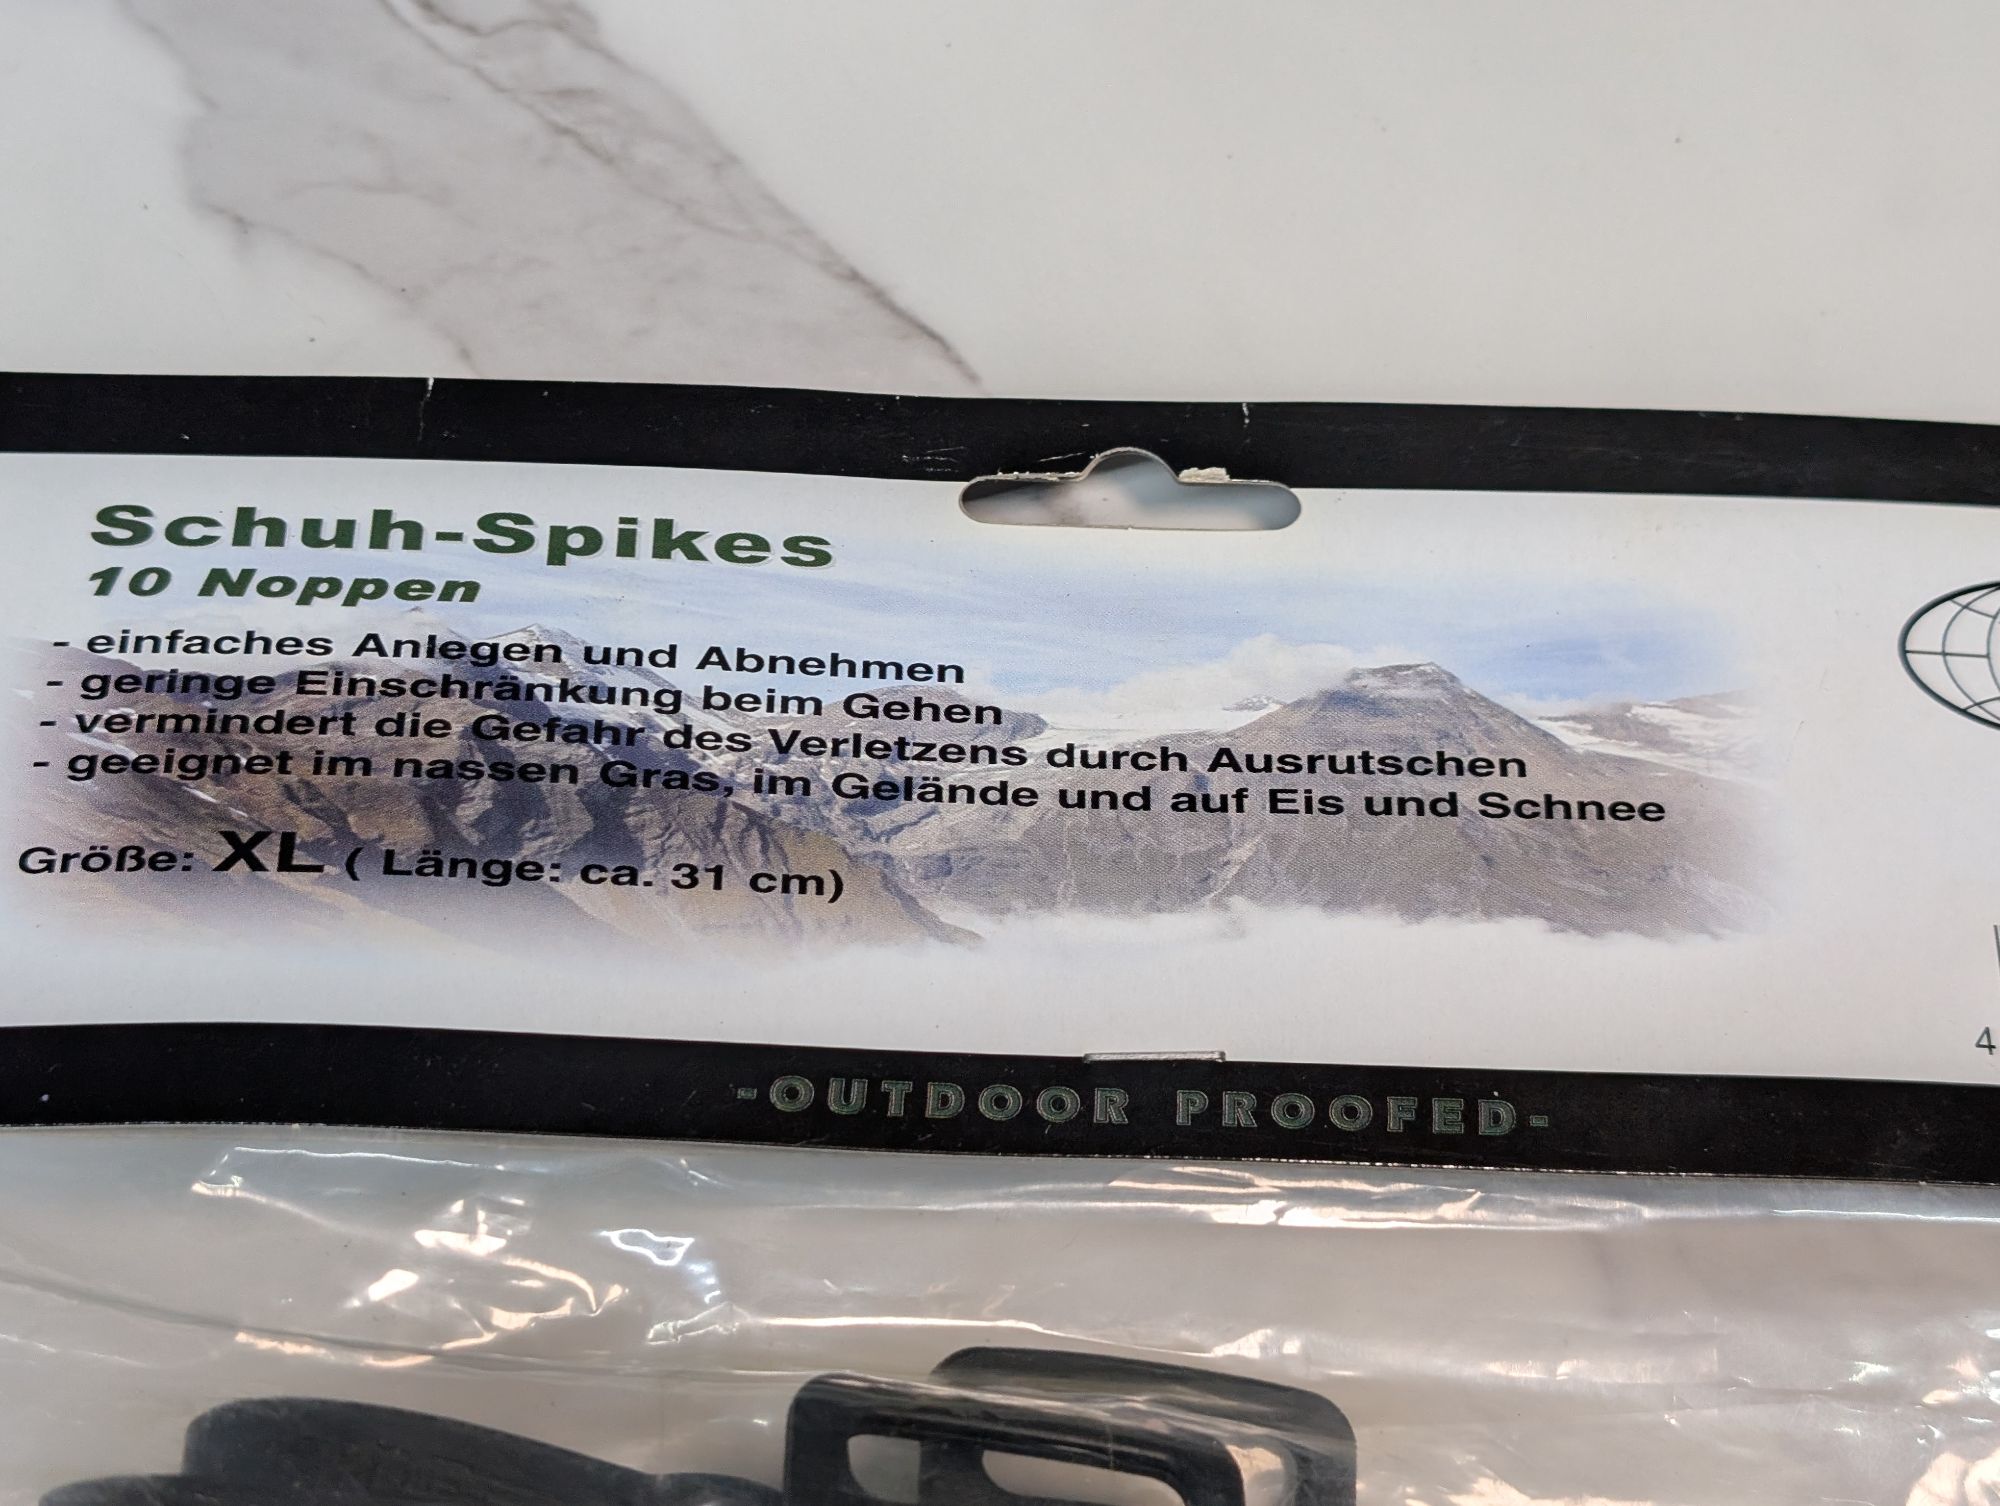 Schuh-Spikes
10 Noppen
- einfaches Anlegen und Abnehmen
- geringe Einschränkung beim Gehen
- vermindert die Gefahr des Verletzens durch Ausrutschen
- geeignet im nassen Gras, im Gelände und auf Eis und Schnee
Größe: XL ( Länge: ca. 31 cm)
4
-OUTDOOR PROOFED-